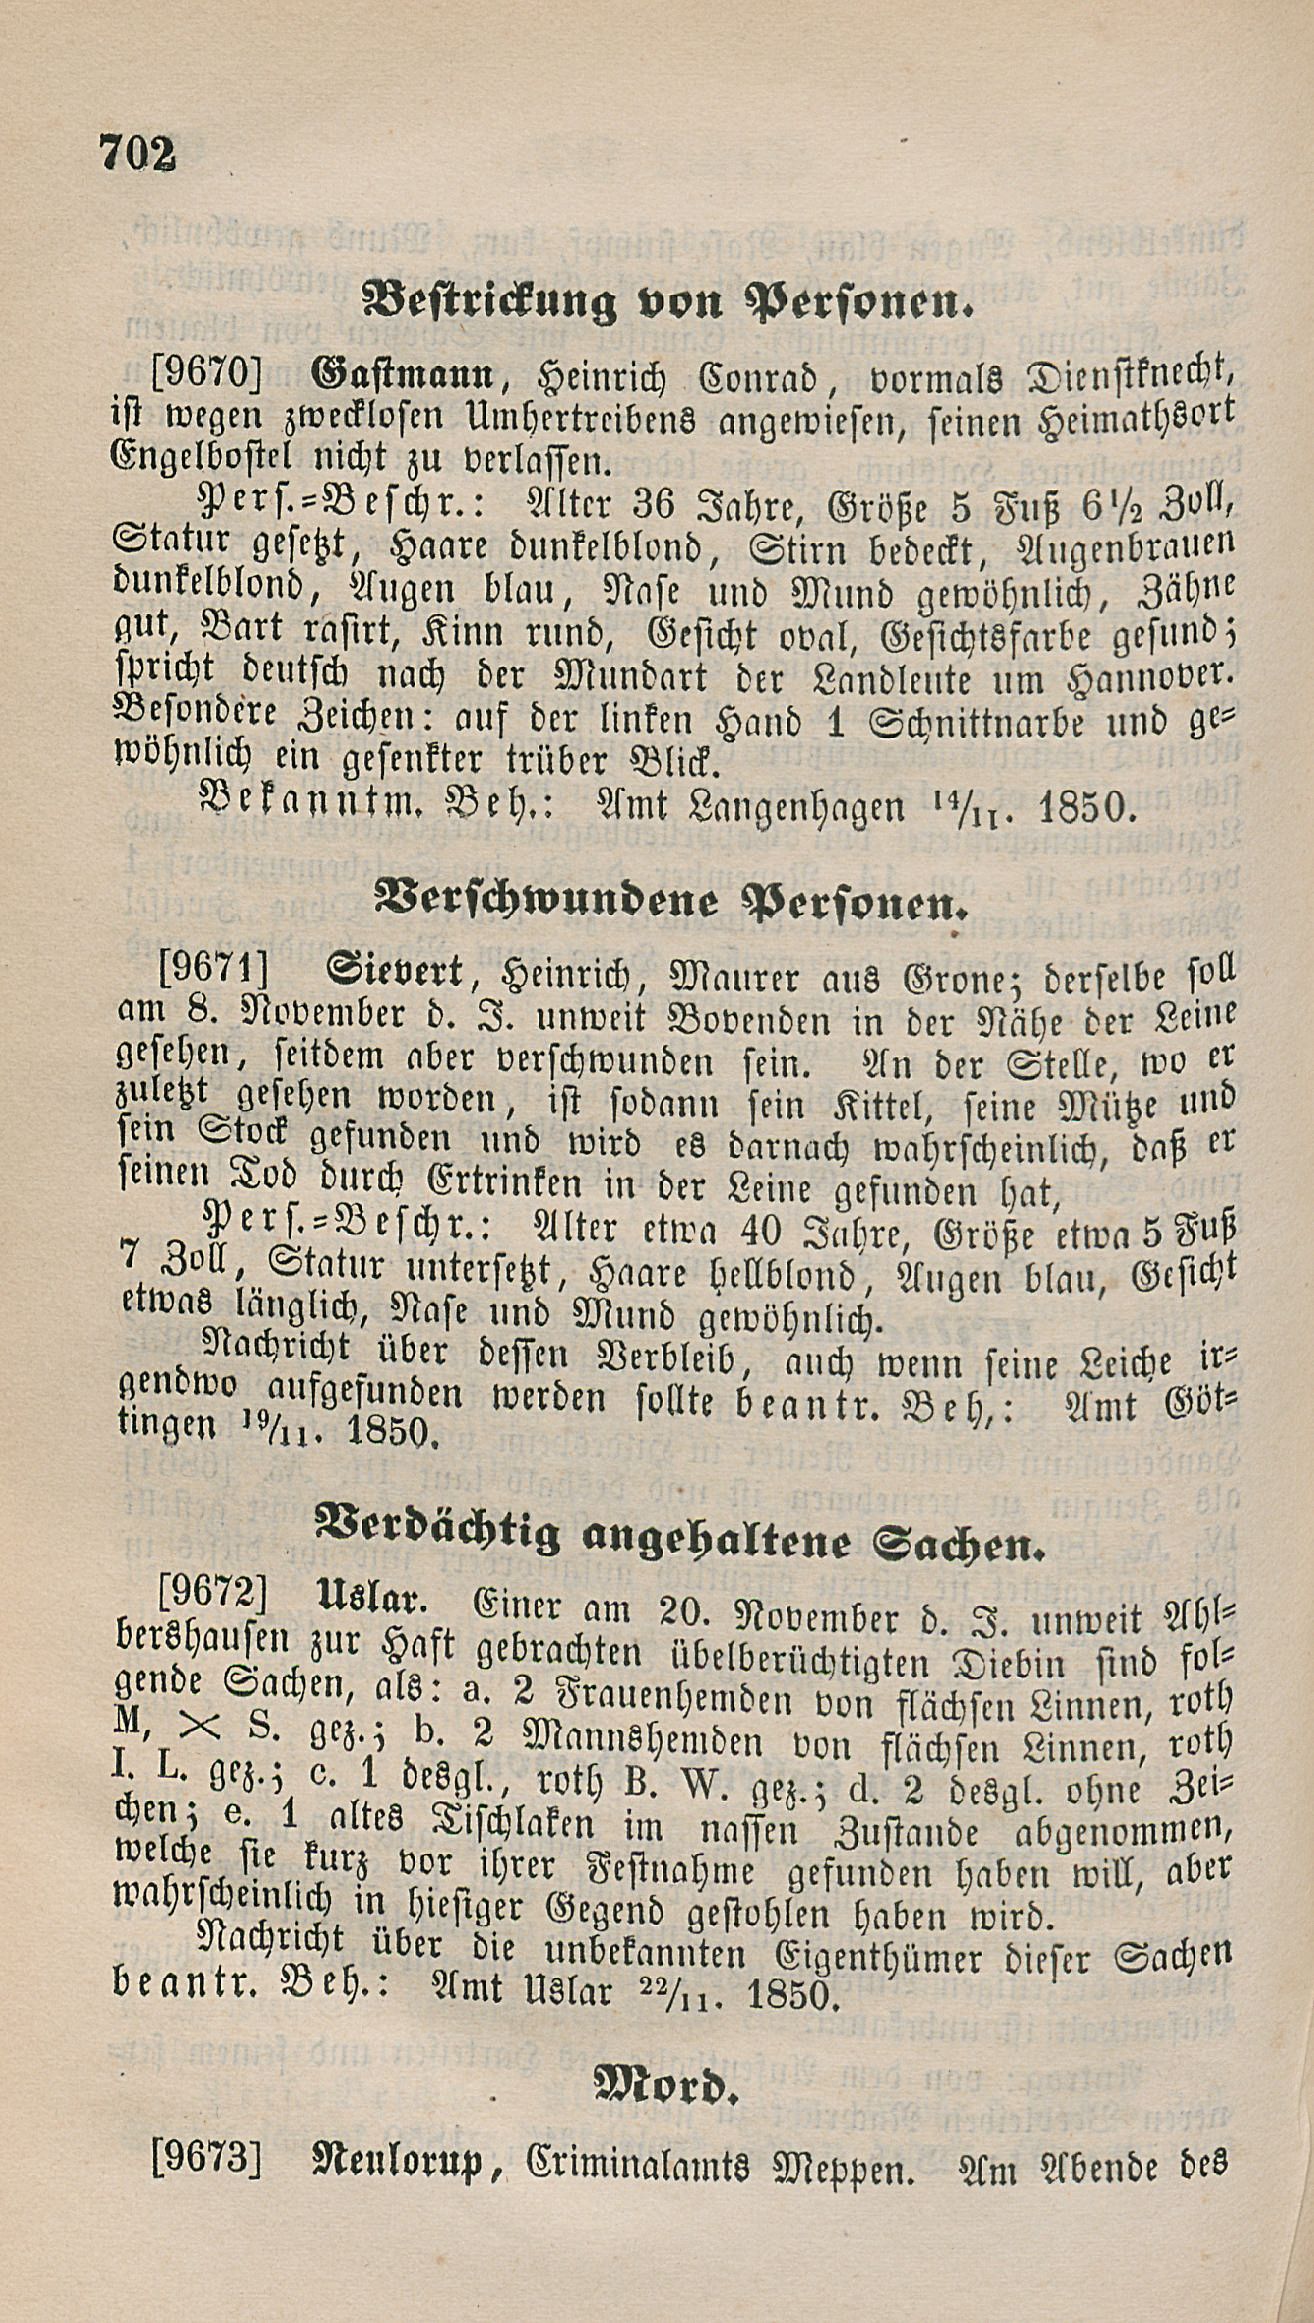 702
Bestrickung von Personen.
[9670] Gastmann, Heinrich Conrad, vormals Dienstknecht,
ist wegen zwecklosen Umhertreibens angewiesen, seinen Heimathsort
Engelbostel nicht zu verlassen.
Pers.-Beschr.: Alter 36 Jahre, Größe 5 Fuß 6½ Zoll,
Statur gesetzt, Haare dunkelblond, Stirn bedeckt, Augenbrauen
dunkelblond, Augen blau, Nase und Mund gewöhnlich, Zähne
gut, Bart rasirt, Kinn rund, Gesicht oval, Gesichtsfarbe gesund;
spricht deutsch nach der Mundart der Landleute um Hannover.
Besondere Zeichen: auf der linken Hand 1 Schnittnarbe und ge-
wöhnlich ein gesenkter trüber Blick.
Bekanntm. Beh.: Amt Langenhagen 14/11. 1850.
Verschwundene Personen.
[9671] Sievert, Heinrich, Maurer aus Grone; derselbe soll
am 8. November d. J. unweit Bovenden in der Nähe der Leine
gesehen, seitdem aber verschwunden sein. An der Stelle, wo er
zuletzt gesehen worden, ist sodann sein Kittel, seine Mütze und
sein Stock gefunden und wird es darnach wahrscheinlich, daß er
seinen Tod durch Ertrinken in der Leine gefunden hat,
Pers.-Beschr.: Alter etwa 40 Jahre, Größe etwa 5 Fuß
7 Zoll, Statur untersetzt, Haare hellblond, Augen blau, Gesicht
etwas länglich, Nase und Mund gewöhnlich.
Nachricht über dessen Verbleib, auch wenn seine Leiche ir-
gendwo aufgefunden werden sollte beantr. Beh,: Amt Göt-
tingen 19/11. 1850.
Verdächtig angehaltene Sachen.
[9672] Uslar. Einer am 20. November d. J. unweit Ahl-
bershausen zur Haft gebrachten übelberüchtigten Diebin sind fol-
gende Sachen, als: a. 2 Frauenhemden von flächsen Linnen, roth
M, × S. gez.; b. 2 Mannshemden von flächsen Linnen, roth
I. L. gez.; c. 1 desgl., roth B. W. gez.; d. 2 desgl. ohne Zei-
chen; e. 1 altes Tischlaken im nassen Zustande abgenommen,
welche sie kurz vor ihrer Festnahme gefunden haben will, aber
wahrscheinlich in hiesiger Gegend gestohlen haben wird.
Nachricht über die unbekannten Eigenthümer dieser Sachen
beantr. Beh.: Amt Uslar 22/11. 1850.
Mord.
[9673] Neulorup, Criminalamts Meppen. Am Abende des